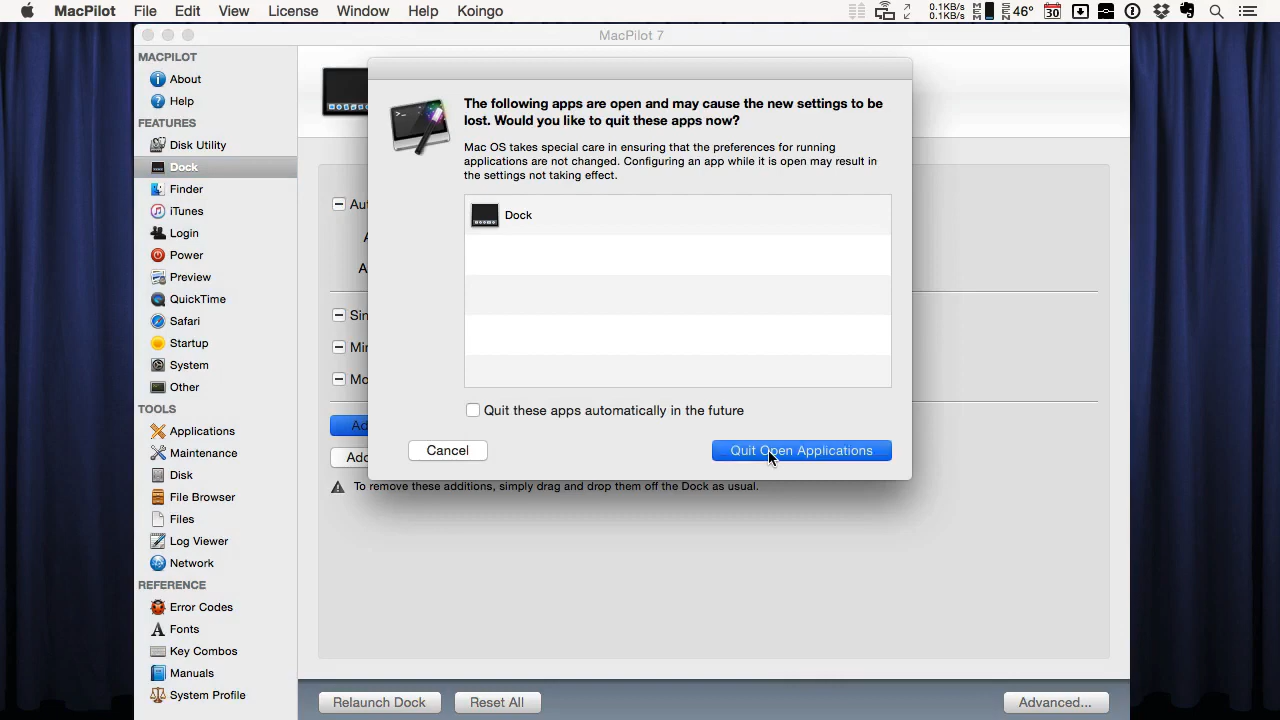 MacPilot File Edit View License Window Help Koingo
0.1KB/s
0.1KB/s
46°
30
MacPilot 7
MACPILOT
About
Help
FEATURES
Disk Utility
Dock
Finder
iTunes
Login
Power
Preview
QuickTime
Safari
Startup
System
Other
TOOLS
Applications
Maintenance
Disk
File Browser
Files
Log Viewer
Network
REFERENCE
Error Codes
Fonts
Key Combos
Manuals
System Profile
The following apps are open and may cause the new settings to be
lost. Would you like to quit these apps now?
Mac OS takes special care in ensuring that the preferences for running
applications are not changed. Configuring an app while it is open may result in
the settings not taking effect.
Dock
Quit these apps automatically in the future
Cancel
Quit Open Applications
To remove these additions, simply drag and drop them off the Dock as usual.
Relaunch Dock
Reset All
Advanced...